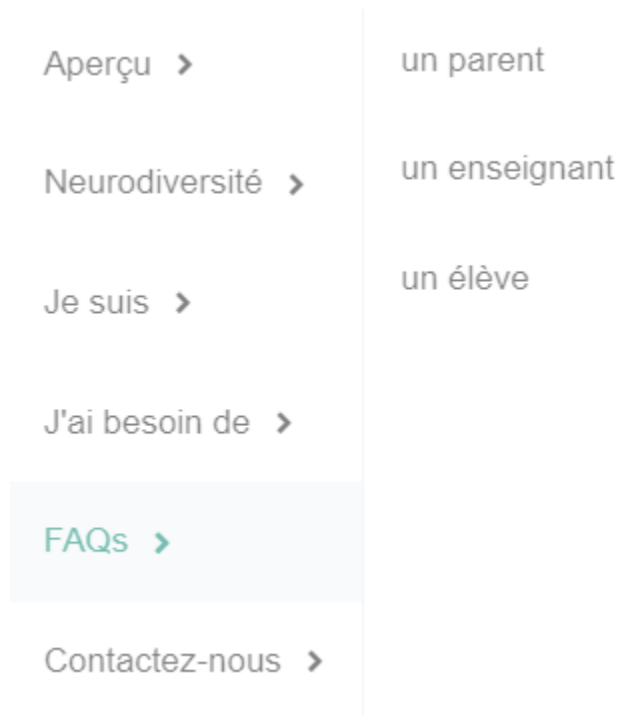 Aperçu
Neurodiversité
Je suis
J'ai besoin de
FAQs
Contactez-nous
un parent
un enseignant
un élève